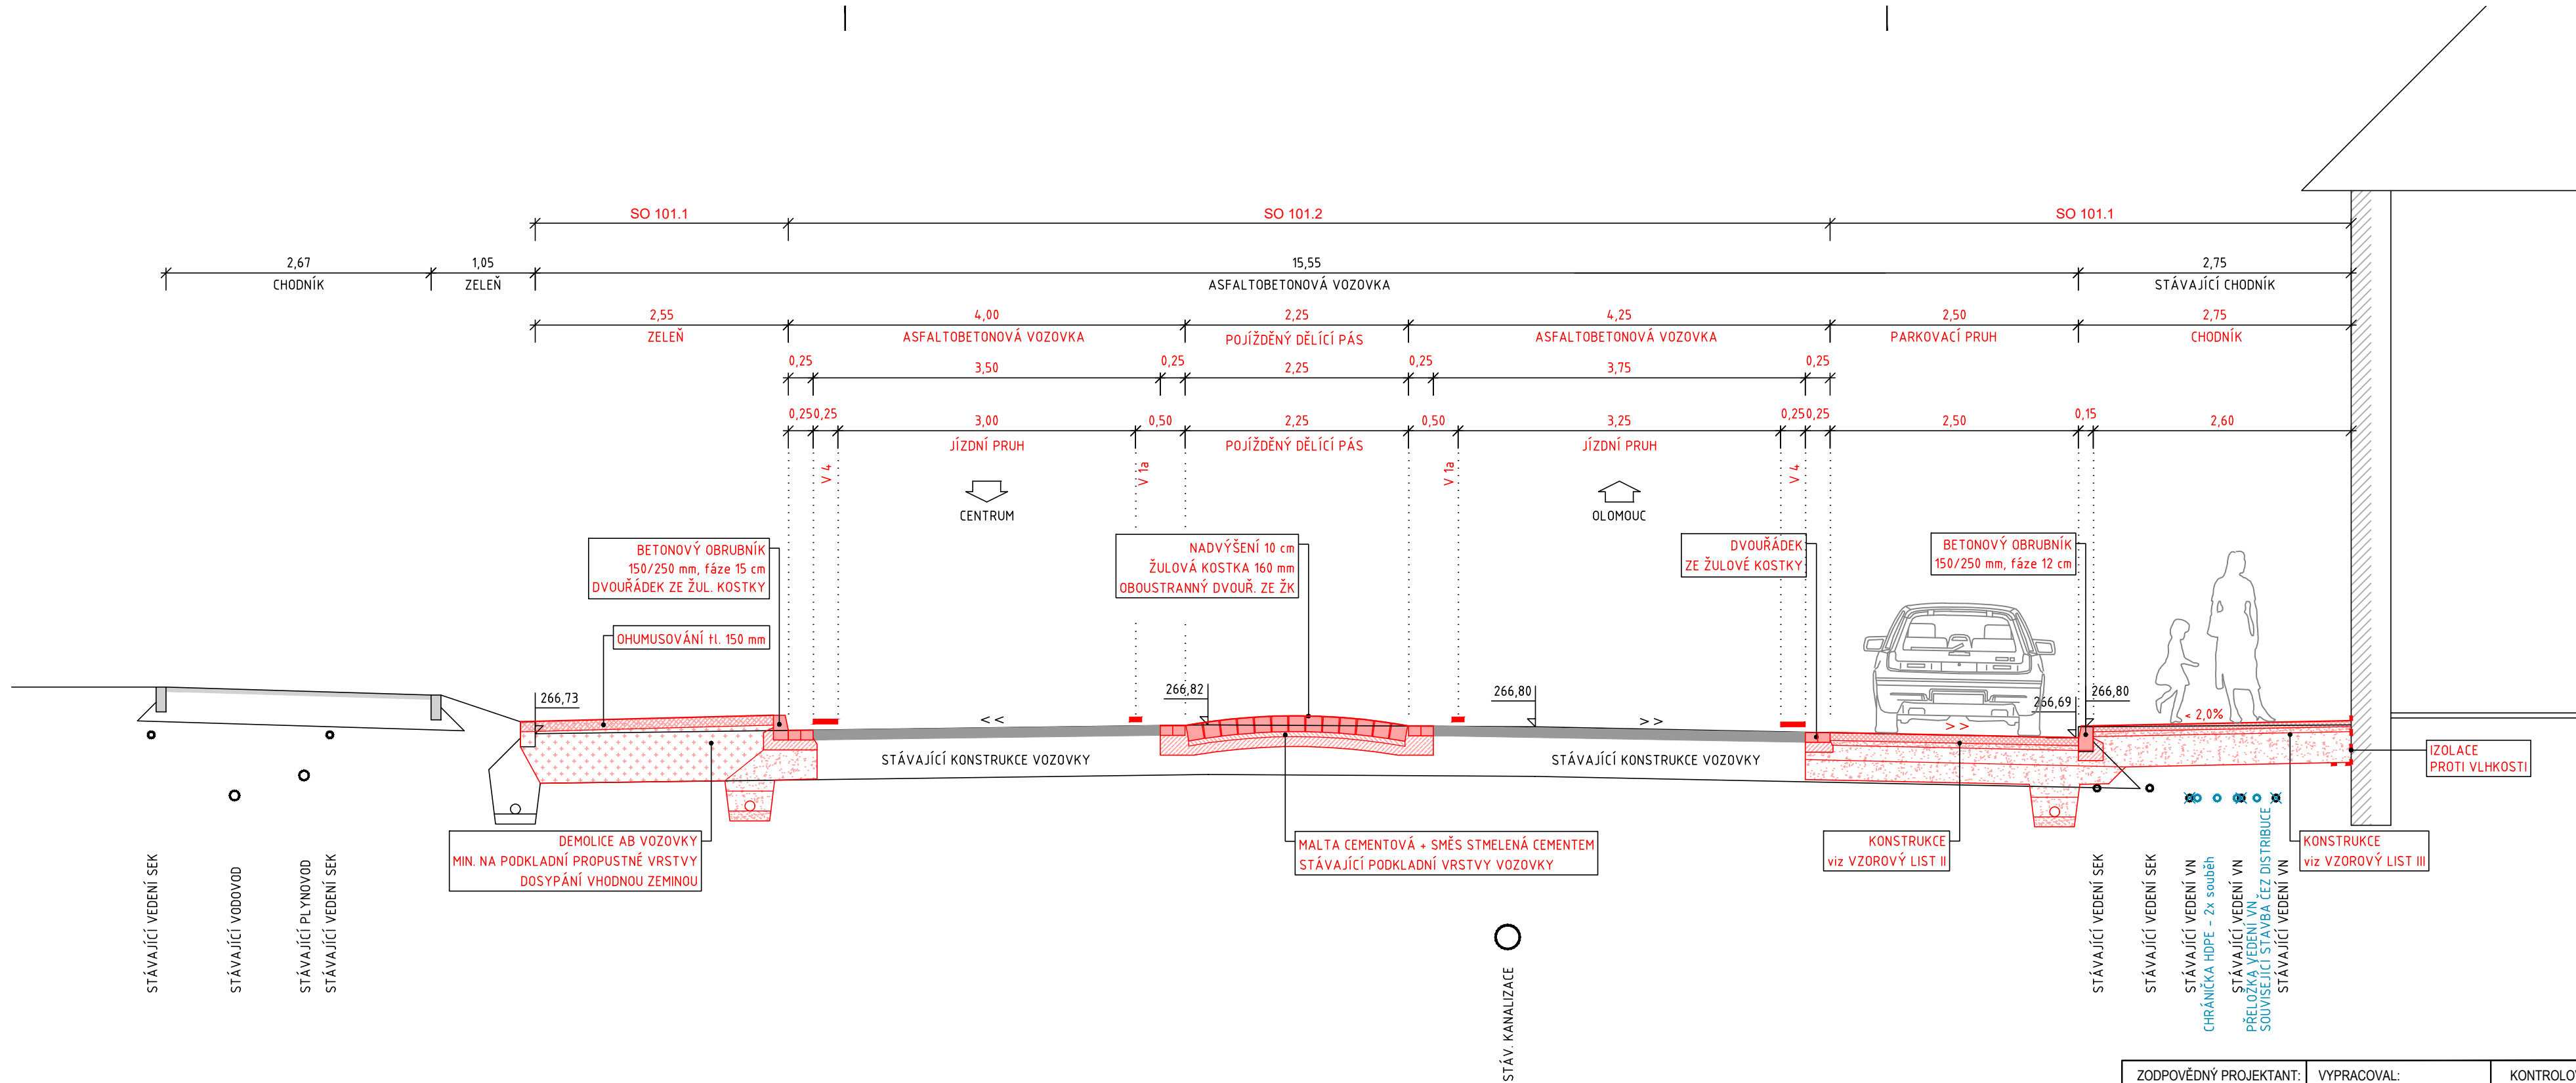 SO 101.1
SO 101.2
SO 101.1
2,67
1,05
15,55
2,75
CHODNÍK
ZELEŇ
ASFALTOBETONOVÁ VOZOVKA
STÁVAJÍCÍ CHODNÍK
2,55
4,00
2,25
4,25
2,50
2,75
ZELEŇ
ASFALTOBETONOVÁ VOZOVKA
POJÍŽDĚNÝ DĚLÍCÍ PÁS
ASFALTOBETONOVÁ VOZOVKA
PARKOVACÍ PRUH
CHODNÍK
0,25
3,50
0,25
2,25
0,25
3,75
0,25
0,25
0,25
3,00
0,50
2,25
0,50
3,25
0,25
0,25
2,50
0,15
2,60
JÍZDNÍ PRUH
POJÍŽDĚNÝ DĚLÍCÍ PÁS
JÍZDNÍ PRUH
V 4
V 1a
V 1a
V 4
CENTRUM
OLOMOUC
BETONOVÝ OBRUBNÍK
150/250 mm, fáze 15 cm
DVOUŘÁDEK ZE ŽUL. KOSTKY
NADVÝŠENÍ 10 cm
ŽULOVÁ KOSTKA 160 mm
OBOUSTRANNÝ DVOUŘ. ZE ŽK
DVOUŘÁDEK
ZE ŽULOVÉ KOSTKY
BETONOVÝ OBRUBNÍK
150/250 mm, fáze 12 cm
OHUMUSOVÁNÍ tl. 150 mm
266,73
266,82
266,80
266,69
266,80
<<
>>
>>
< 2,0%
STÁVAJÍCÍ KONSTRUKCE VOZOVKY
STÁVAJÍCÍ KONSTRUKCE VOZOVKY
IZOLACE
PROTI VLHKOSTI
DEMOLICE AB VOZOVKY
MIN. NA PODKLADNÍ PROPUSTNÉ VRSTVY
DOSYPÁNÍ VHODNOU ZEMINOU
MALTA CEMENTOVÁ + SMĚS STMELENÁ CEMENTEM
STÁVAJÍCÍ PODKLADNÍ VRSTVY VOZOVKY
KONSTRUKCE
viz VZOROVÝ LIST II
KONSTRUKCE
viz VZOROVÝ LIST III
STÁVAJÍCÍ VEDENÍ SEK
STÁVAJÍCÍ VODOVOD
STÁVAJÍCÍ PLYNOVOD
STÁVAJÍCÍ VEDENÍ SEK
STÁV. KANALIZACE
STÁVAJÍCÍ VEDENÍ SEK
STÁVAJÍCÍ VEDENÍ SEK
STÁVAJÍCÍ VEDENÍ VN
CHRÁNIČKA HDPE - 2x souběh
STÁVAJÍCÍ VEDENÍ VN
PŘELOŽKA VEDENÍ VN,
SOUVISEJÍCÍ STAVBA ČEZ DISTRIBUCE
STÁVAJÍCÍ VEDENÍ VN
ZODPOVĚDNÝ PROJEKTANT:
VYPRACOVAL:
KONTROLO